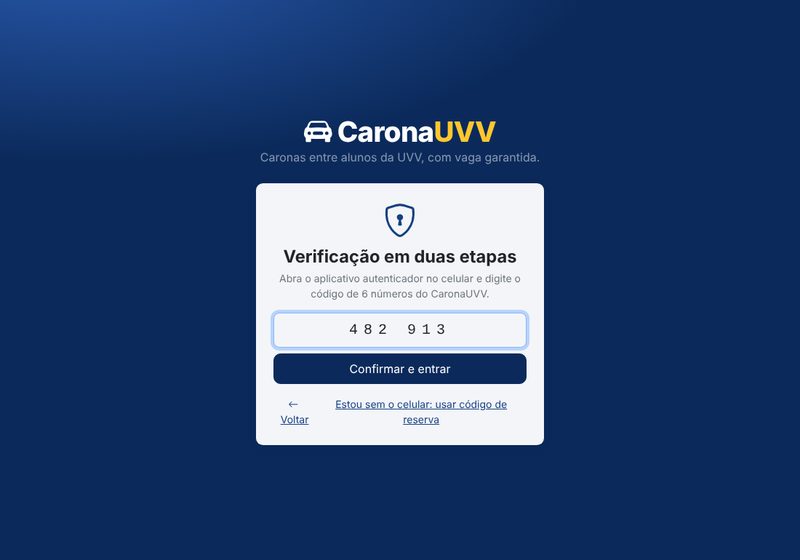 CaronaUVV
Caronas entre alunos da UVV, com vaga garantida.
Verificação em duas etapas
Abra o aplicativo autenticador no celular e digite o
código de 6 números do CaronaUVV.
482 913
Confirmar e entrar
← Voltar
Estou sem o celular: usar código de
reserva